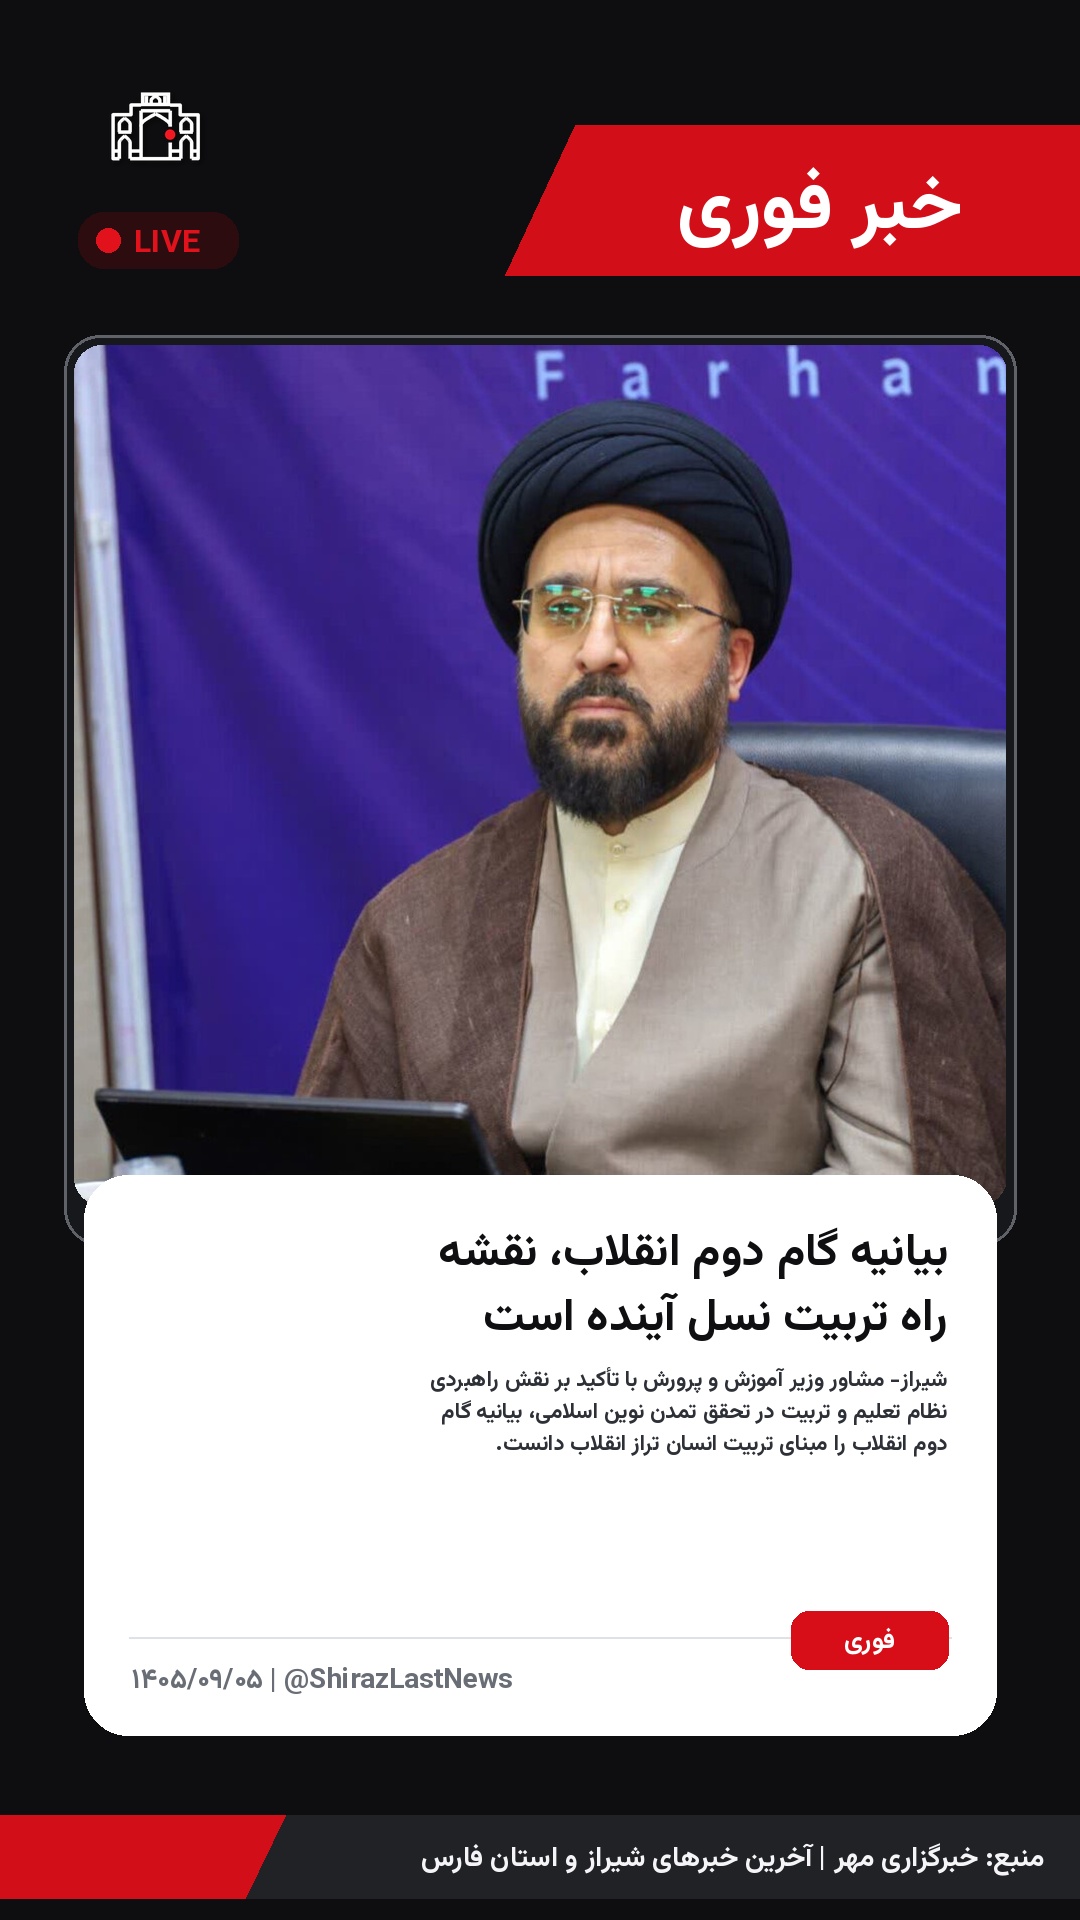 خبر فوری
LIVE
Farhan
بیانیه گام دوم انقلاب، نقشه
راه تربیت نسل آینده است
شیراز- مشاور وزیر آموزش و پرورش با تأکید بر نقش راهبردی
نظام تعلیم و تربیت در تحقق تمدن نوین اسلامی، بیانیه گام
دوم انقلاب را مبنای تربیت انسان تراز انقلاب دانست.
فوری
۱۴۰۵/۰۹/۰۵ | @ShirazLastNews
منبع: خبرگزاری مهر | آخرین خبرهای شیراز و استان فارس